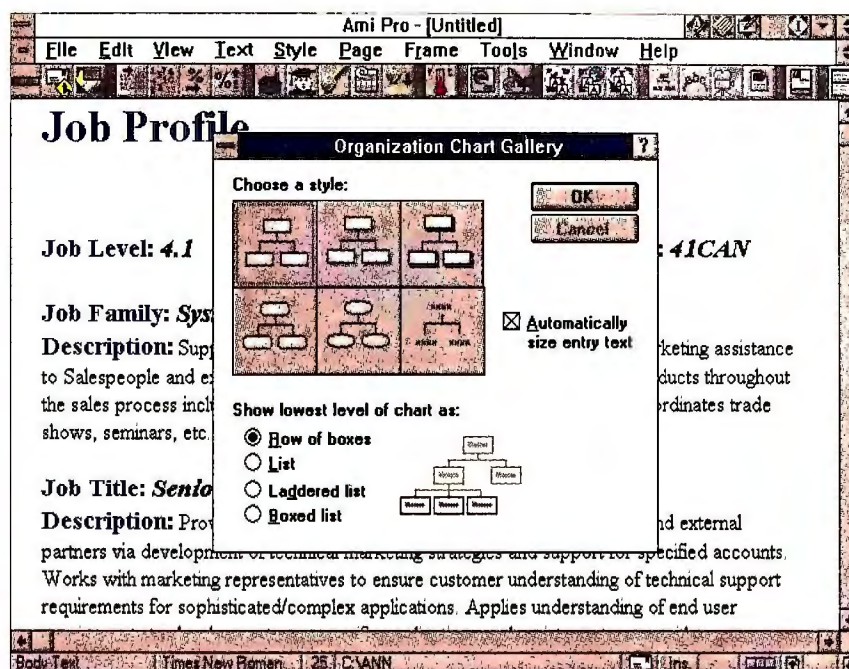 Ami Pro - [Untitled]
File Edit View Text Style Page Frame Tools Window Help
Job Profile
Organization Chart Gallery ?
Choose a style:
OK
Cancel
Job Level: 4.1 : 41CAN
Automatically
size entry text
Job Family: Sys
Description: Supp rketing assistance
to Salespeople and e ducts throughout
the sales process incl rdinates trade
shows, seminars, etc.
Show lowest level of chart as:
Row of boxes
List
Laddered list
Boxed list
Job Title: Senio
Description: Prov nd external
partners via development of technical marketing strategies and support for specified accounts.
Works with marketing representatives to ensure customer understanding of technical support
requirements for sophisticated/complex applications. Applies understanding of end user
Body Text Times New Roman 26 C:\ANN Ins